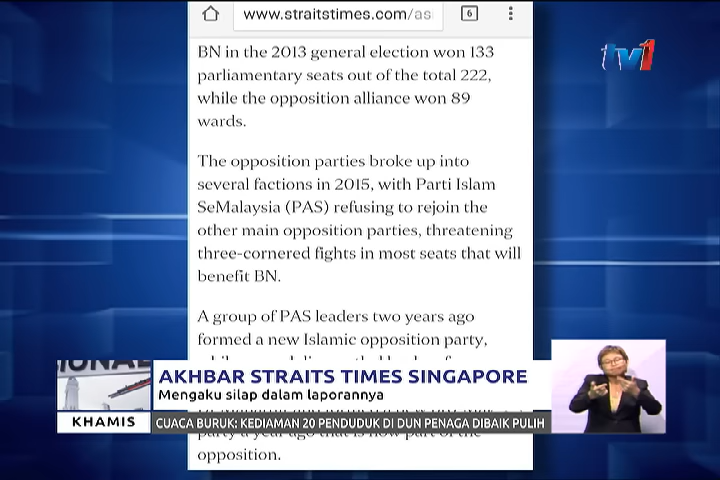 www.straitstimes.com/as
6
tv1
BN in the 2013 general election won 133
parliamentary seats out of the total 222,
while the opposition alliance won 89
wards.
The opposition parties broke up into
several factions in 2015, with Parti Islam
SeMalaysia (PAS) refusing to rejoin the
other main opposition parties, threatening
three-cornered fights in most seats that will
benefit BN.
A group of PAS leaders two years ago
formed a new Islamic opposition party,
IONAL
AKHBAR STRAITS TIMES SINGAPORE
Mengaku silap dalam laporannya
KHAMIS
CUACA BURUK: KEDIAMAN 20 PENDUDUK DI DUN PENAGA DIBAIK PULIH
party a year ago that is now part of the
opposition.